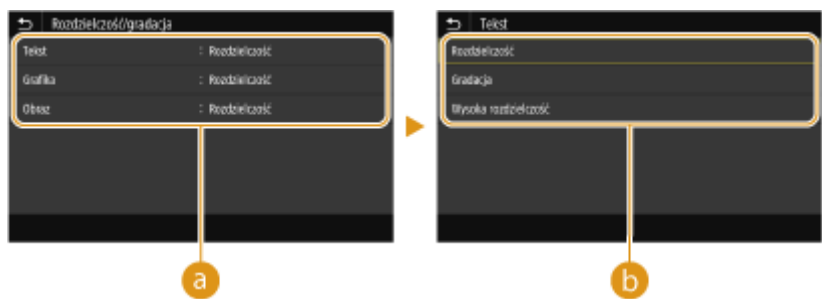 Rozdzielczość/gradacja
Tekst : Rozdzielczość
Grafika : Rozdzielczość
Obraz : Rozdzielczość
a
Tekst
Rozdzielczość
Gradacja
Wysoka rozdzielczość
b